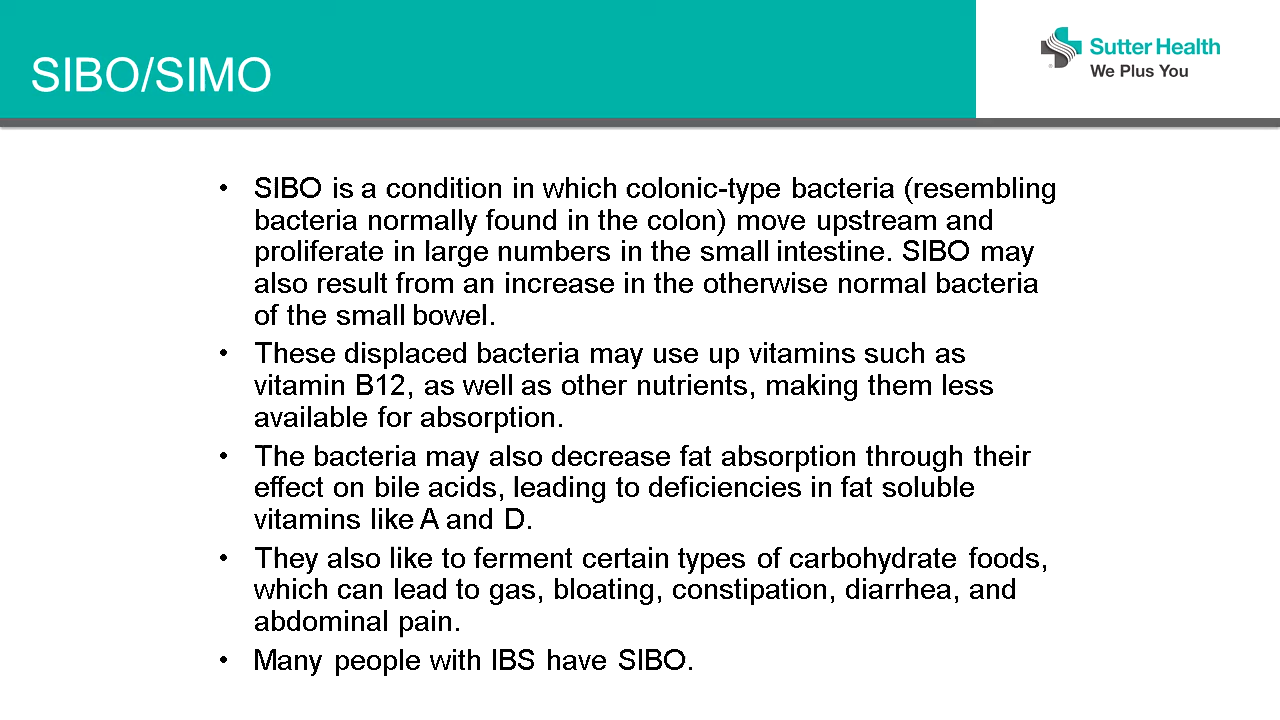 SIBO/SIMO
Sutter Health
We Plus You
• SIBO is a condition in which colonic-type bacteria (resembling
bacteria normally found in the colon) move upstream and
proliferate in large numbers in the small intestine. SIBO may
also result from an increase in the otherwise normal bacteria
of the small bowel.
• These displaced bacteria may use up vitamins such as
vitamin B12, as well as other nutrients, making them less
available for absorption.
• The bacteria may also decrease fat absorption through their
effect on bile acids, leading to deficiencies in fat soluble
vitamins like A and D.
• They also like to ferment certain types of carbohydrate foods,
which can lead to gas, bloating, constipation, diarrhea, and
abdominal pain.
• Many people with IBS have SIBO.